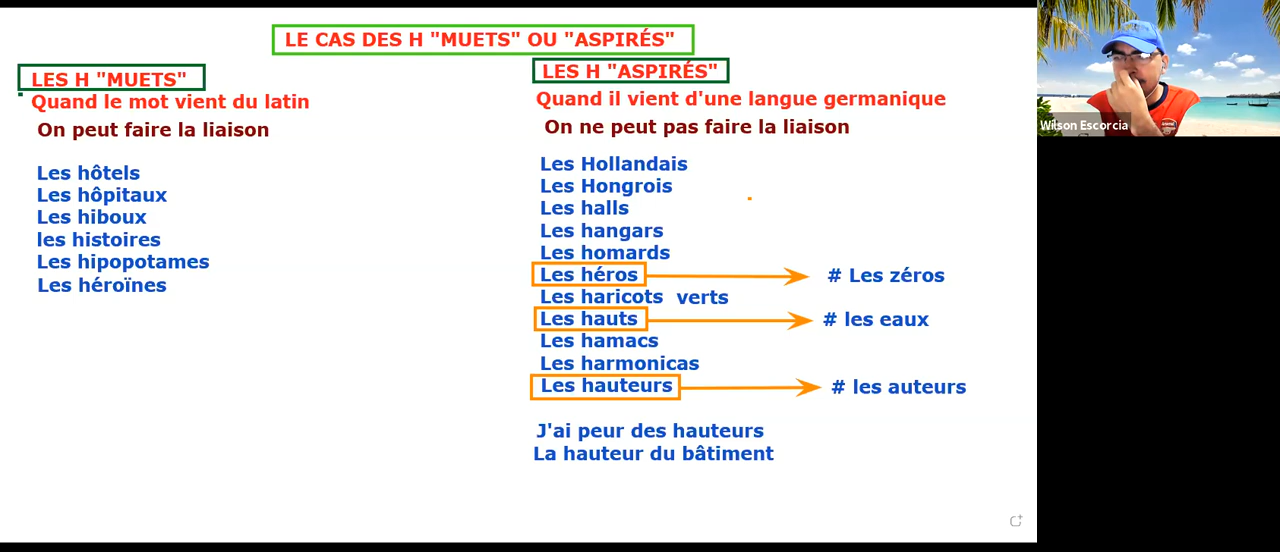 LE CAS DES H "MUETS" OU "ASPIRÉS"
LES H "MUETS"
Quand le mot vient du latin
On peut faire la liaison
Les hôtels
Les hôpitaux
Les hiboux
les histoires
Les hipopotames
Les héroïnes
LES H "ASPIRÉS"
Quand il vient d'une langue germanique
On ne peut pas faire la liaison
Les Hollandais
Les Hongrois
Les halls
Les hangars
Les homards
Les héros # Les zéros
Les haricots verts
Les hauts # les eaux
Les hamacs
Les harmonicas
Les hauteurs # les auteurs
J'ai peur des hauteurs
La hauteur du bâtiment
Wilson Escorcia